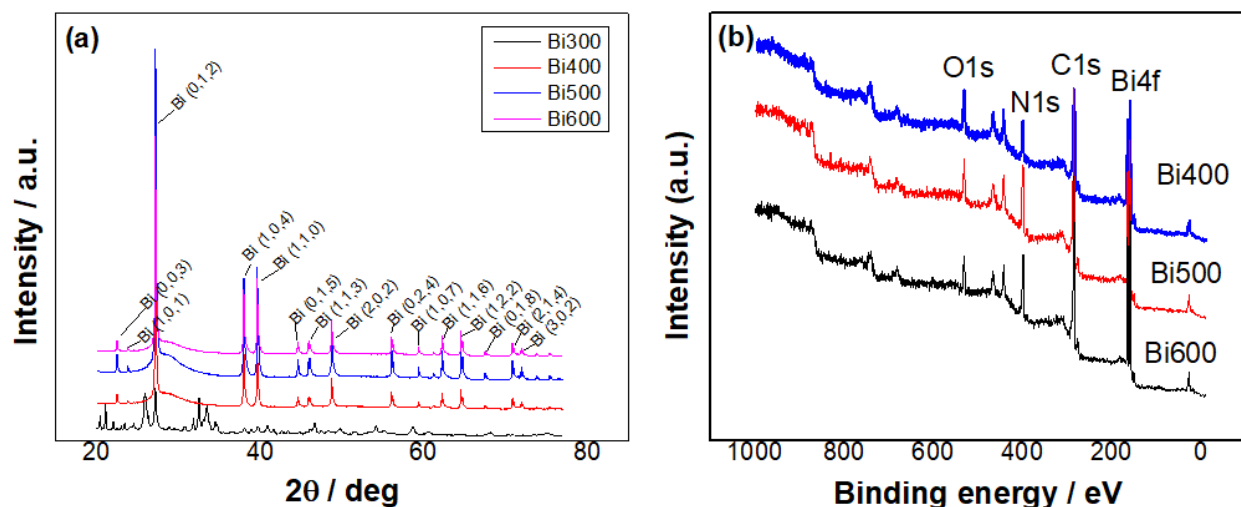 (a)
Bi300
Bi400
Bi500
Bi600
Bi (0,1,2)
Bi (0,0,3)
Bi (1,0,1)
Bi (1,0,4)
Bi (1,1,0)
Bi (0,1,5)
Bi (1,1,3)
Bi (2,0,2)
Bi (0,2,4)
Bi (1,0,7)
Bi (1,1,6)
Bi (1,2,2)
Bi (0,1,8)
Bi (2,1,4)
Bi (3,0,2)
Intensity / a.u.
20 40 60 80
2θ / deg
(b)
O1s
N1s
C1s
Bi4f
Bi400
Bi500
Bi600
Intensity (a.u.)
1000 800 600 400 200 0
Binding energy / eV